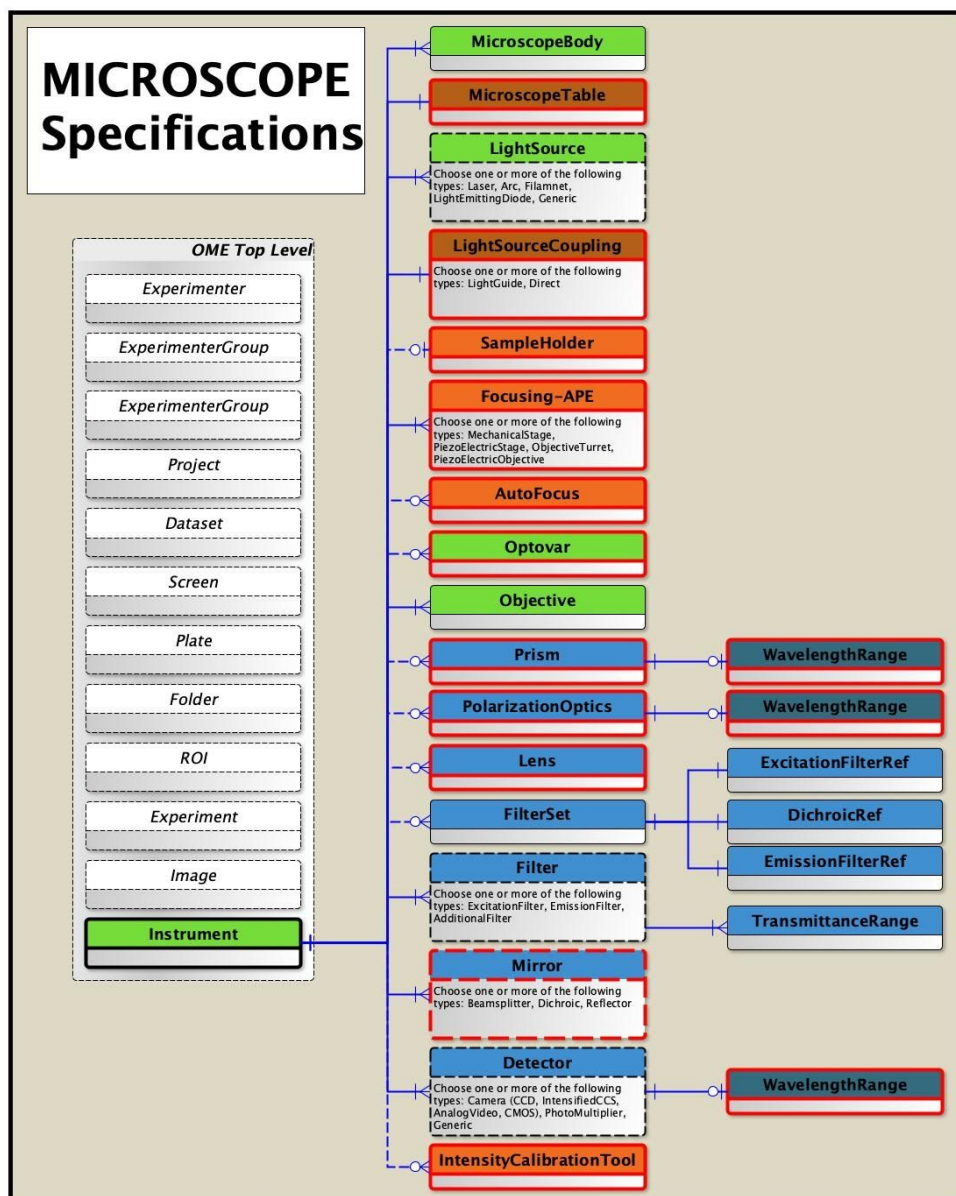 MICROSCOPE
Specifications
OME Top Level
Experimenter
ExperimenterGroup
ExperimenterGroup
Project
Dataset
Screen
Plate
Folder
ROI
Experiment
Image
Instrument
MicroscopeBody
MicroscopeTable
LightSource
Choose one or more of the following
types: Laser, Arc, Filamnet,
LightEmittingDiode, Generic
LightSourceCoupling
Choose one or more of the following
types: LightGuide, Direct
SampleHolder
Focusing-APE
Choose one or more of the following
types: MechanicalStage,
PiezoElectricStage, ObjectiveTurret,
PiezoElectricObjective
AutoFocus
Optovar
Objective
Prism
WavelengthRange
PolarizationOptics
WavelengthRange
Lens
FilterSet
ExcitationFilterRef
DichroicRef
EmissionFilterRef
Filter
Choose one or more of the following
types: ExcitationFilter, EmissionFilter,
AdditionalFilter
TransmittanceRange
Mirror
Choose one or more of the following
types: Beamsplitter, Dichroic, Reflector
Detector
Choose one or more of the following
types: Camera (CCD, IntensifiedCCS,
AnalogVideo, CMOS), PhotoMultiplier,
Generic
WavelengthRange
IntensityCalibrationTool